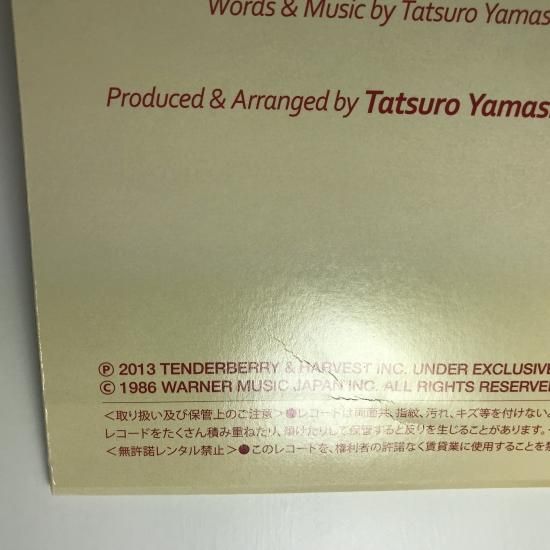 Words & Music by Tatsuro Yamas
Produced & Arranged by Tatsuro Yamas
Ⓟ 2013 TENDERBERRY & HARVEST INC. UNDER EXCLUSIVE
© 1986 WARNER MUSIC JAPAN INC. ALL RIGHTS RESERVE
<取り扱い及び保管上のご注意> ●レコードは両面共、指紋、汚れ、キズ等を付けない
レコードをたくさん積み重ねたり、傾けたりして保管すると反りを生じることがあります。
<無許諾レンタル禁止> ●このレコードを、権利者の許諾なく賃貸業に使用することを禁